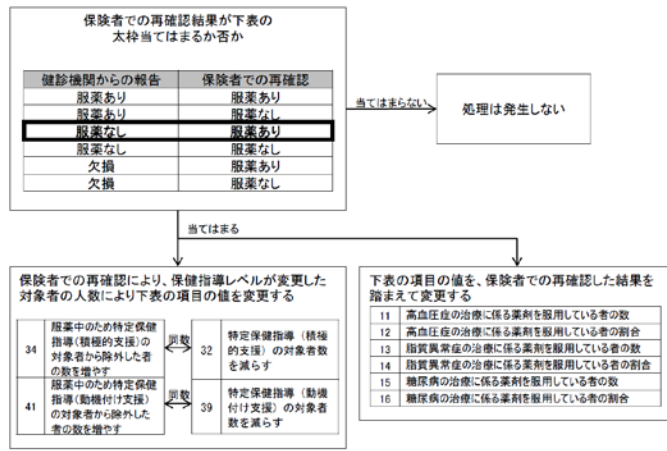 保険者での再確認結果が下表の
太枠当てはまるか否か
健診機関からの報告 保険者での再確認
服薬あり 服薬あり
服薬あり 服薬なし
服薬なし 服薬あり
服薬なし 服薬なし
欠損 服薬あり
欠損 服薬なし
当てはまらない
処理は発生しない
当てはまる
保険者での再確認により、保健指導レベルが変更した
対象者の人数により下表の項目の値を変更する
34
服薬中のため特定保健
指導(積極的支援)の
対象者から除外した者
の数を増やす
同数
32
特定保健指導(積極
的支援)の対象者数
を減らす
41
服薬中のため特定保健
指導(動機付け支援)
の対象者から除外した
者の数を増やす
同数
39
特定保健指導(動機
付け支援)の対象者
数を減らす
下表の項目の値を、保険者での再確認した結果を
踏まえて変更する
11 高血圧症の治療に係る薬剤を服用している者の数
12 高血圧症の治療に係る薬剤を服用している者の割合
13 脂質異常症の治療に係る薬剤を服用している者の数
14 脂質異常症の治療に係る薬剤を服用している者の割合
15 糖尿病の治療に係る薬剤を服用している者の数
16 糖尿病の治療に係る薬剤を服用している者の割合